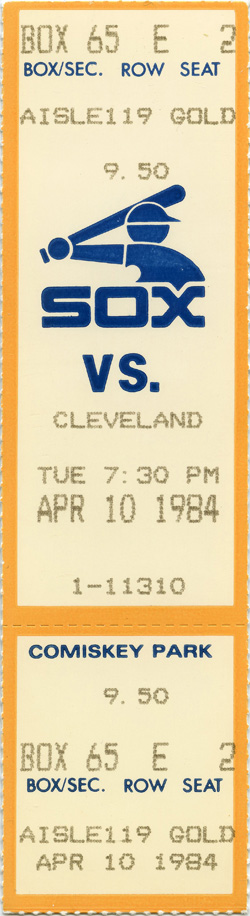 BOX 65 E 2
BOX/SEC. ROW SEAT
AISLE119 GOLD
9.50
SOX
VS.
CLEVELAND
TUE 7:30 PM
APR 10 1984
1-11310
COMISKEY PARK
9.50
BOX 65 E 2
BOX/SEC. ROW SEAT
AISLE119 GOLD
APR 10 1984